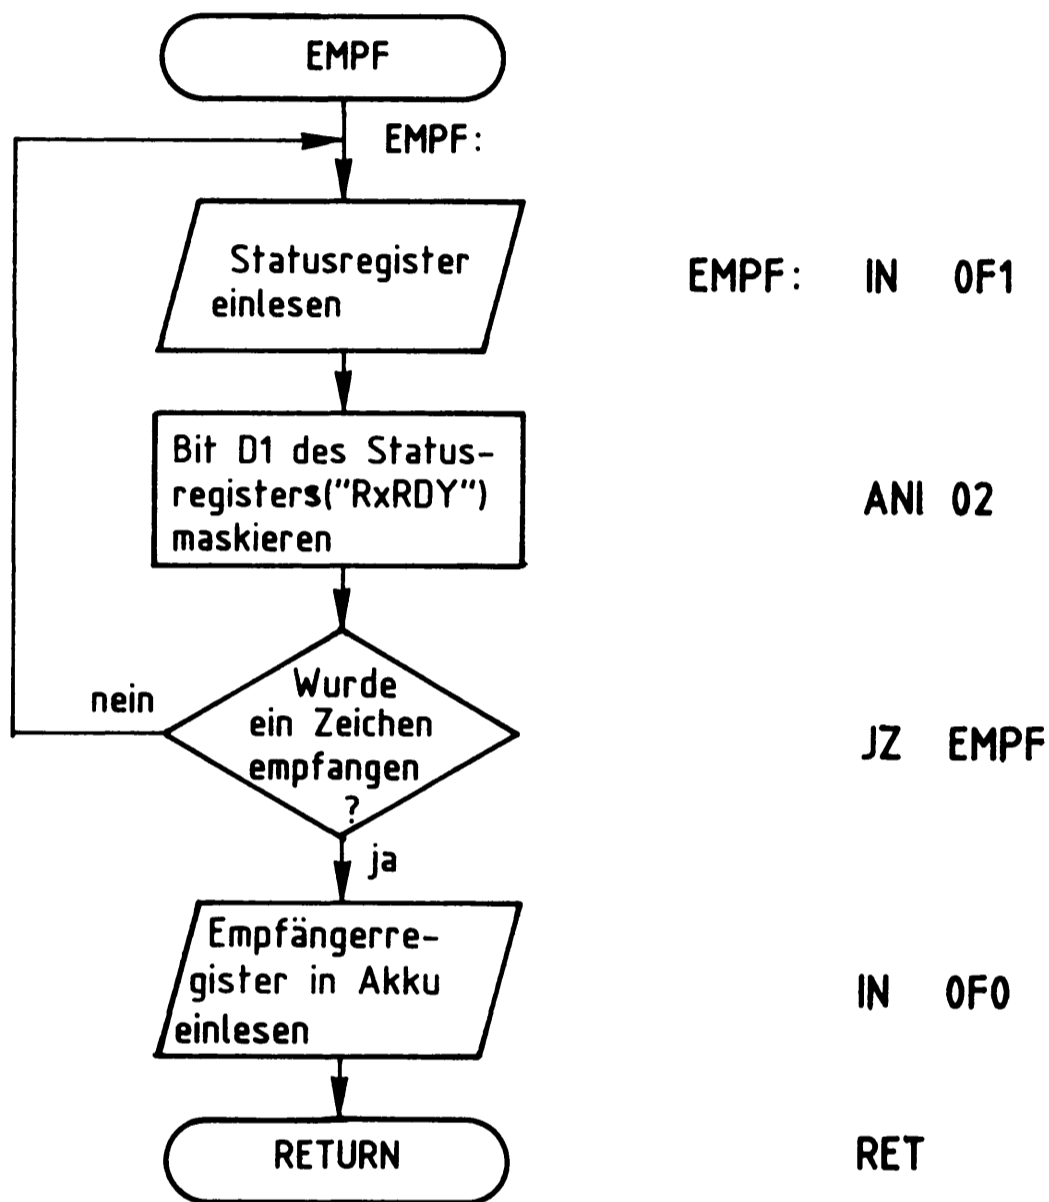 EMPF
EMPF:
Statusregister
einlesen
EMPF: IN 0F1
Bit D1 des Status-
registers("RxRDY")
maskieren
ANI 02
nein
Wurde
ein Zeichen
empfangen
?
JZ EMPF
ja
Empfängerre-
gister in Akku
einlesen
IN 0F0
RETURN
RET